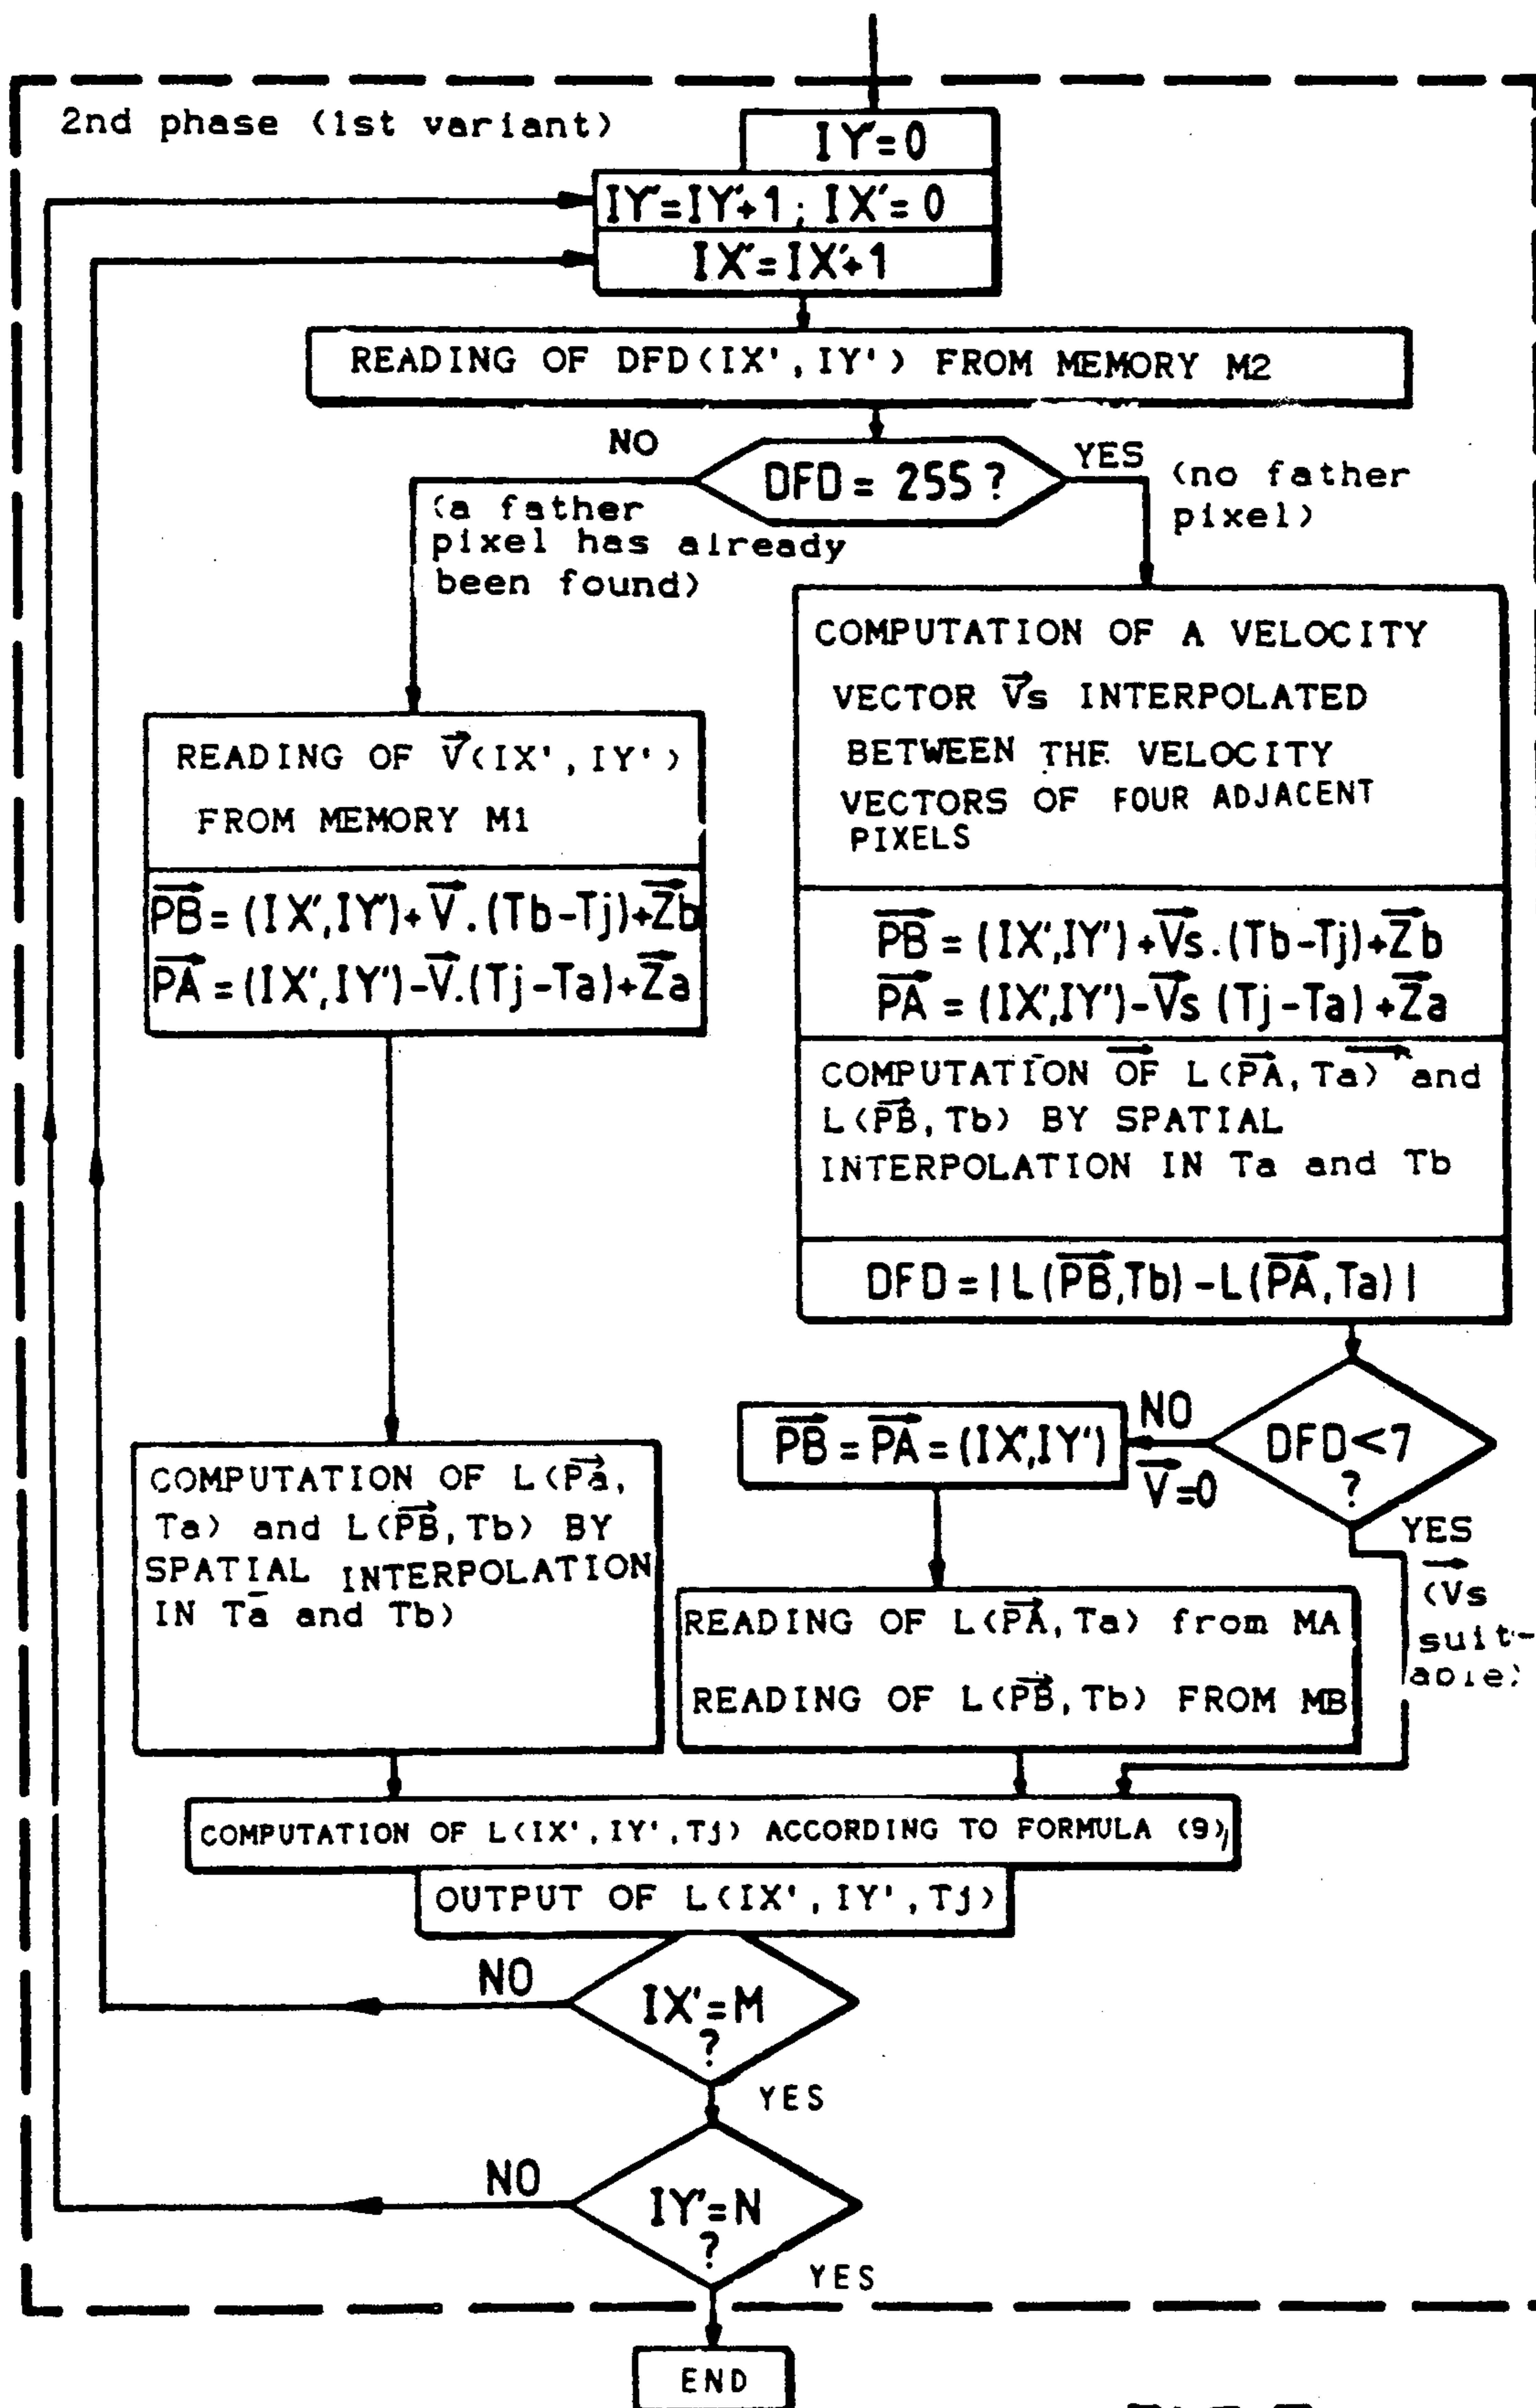 2nd phase (1st variant)
IY'=0
IY'=IY'+1; IX'=0
IX'=IX'+1
READING OF DFD(IX',IY') FROM MEMORY M2
NO
DFD = 255 ?
YES
(a father
pixel has already
been found)
(no father
pixel)
READING OF V⃗(IX',IY')
FROM MEMORY M1
PB⃗ = (IX',IY')+V⃗.(Tb-Tj)+Zb⃗
PA⃗ = (IX',IY')-V⃗.(Tj-Ta)+Za⃗
COMPUTATION OF A VELOCITY
VECTOR V⃗s INTERPOLATED
BETWEEN THE VELOCITY
VECTORS OF FOUR ADJACENT
PIXELS
PB⃗ = (IX',IY')+Vs⃗.(Tb-Tj)+Zb⃗
PA⃗ = (IX',IY')-Vs⃗ (Tj-Ta)+Za⃗
COMPUTATION OF L(PA⃗,Ta) and
L(PB⃗,Tb) BY SPATIAL
INTERPOLATION IN Ta and Tb
DFD = | L(PB⃗,Tb) - L(PA⃗,Ta) |
DFD<7
?
NO
V⃗=0
PB⃗ = PA⃗ = (IX',IY')
YES
(Vs⃗
suit-
able)
COMPUTATION OF L(Pa⃗,
Ta) and L(PB⃗,Tb) BY
SPATIAL INTERPOLATION
IN Ta and Tb)
READING OF L(PA⃗,Ta) from MA
READING OF L(PB⃗,Tb) FROM MB
COMPUTATION OF L(IX',IY',Tj) ACCORDING TO FORMULA (9),
OUTPUT OF L(IX',IY',Tj)
NO
IX'=M
?
YES
NO
IY'=N
?
YES
END